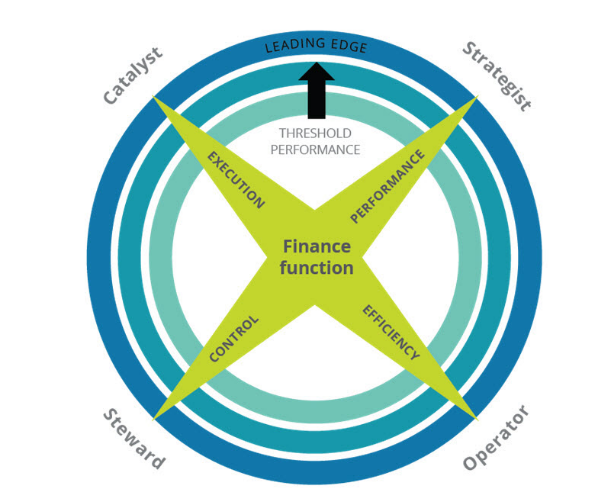 LEADING EDGE
Catalyst
Strategist
THRESHOLD
PERFORMANCE
EXECUTION
PERFORMANCE
Finance
function
CONTROL
EFFICIENCY
Steward
Operator